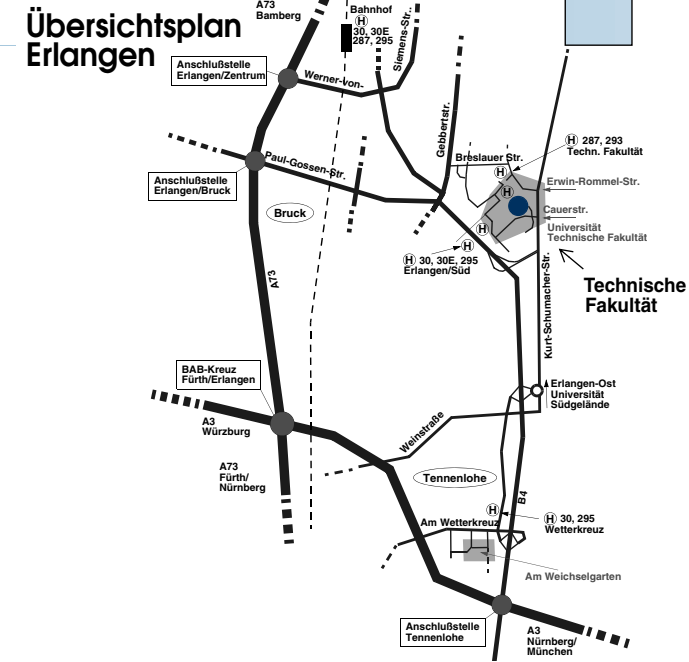 Übersichtsplan
Erlangen
A73
Bamberg
Bahnhof
H
30, 30E
287, 295
Siemens-Str..
Anschlußstelle
Erlangen/Zentrum
Werner-von-
Gebbertstr.
H 287, 293
Techn. Fakultät
Breslauer Str.
H
Paul-Gossen-Str.
Anschlußstelle
Erlangen/Bruck
Erwin-Rommel-Str.
H
Bruck
Cauerstr.
Universität
Technische Fakultät
H
H
H 30, 30E, 295
Erlangen/Süd
A73
Kurt-Schumacher-Str.
Technische
Fakultät
BAB-Kreuz
Fürth/Erlangen
Erlangen-Ost
Universität
Südgelände
A3
Würzburg
Weinstraße
A73
Fürth/
Nürnberg
Tennenlohe
B4
H
H 30, 295
Wetterkreuz
Am Wetterkreuz
Am Weichselgarten
Anschlußstelle
Tennenlohe
A3
Nürnberg/
München